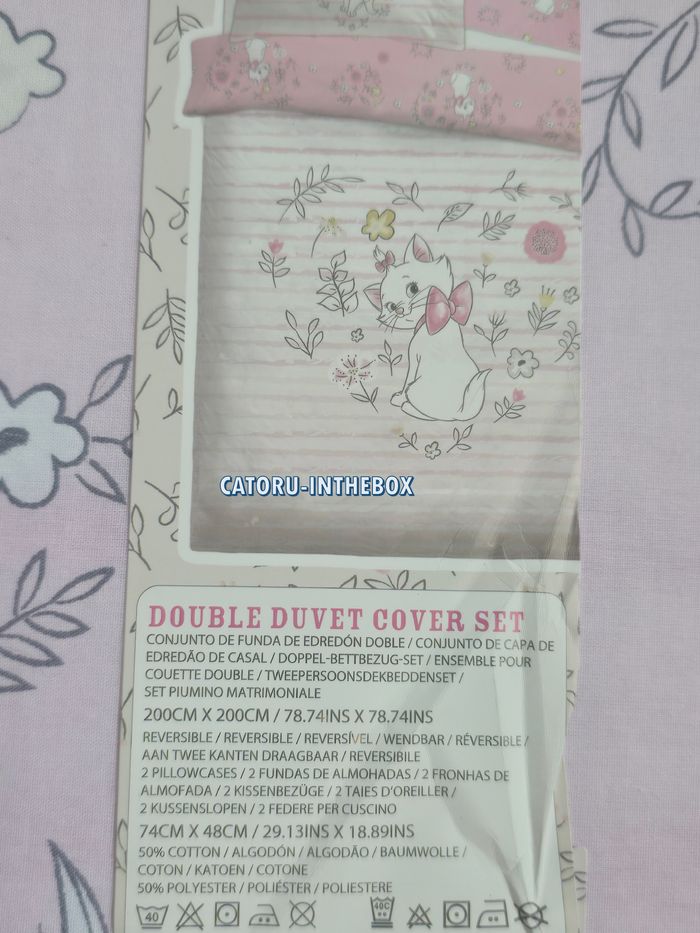 CATORU-INTHEBOX
DOUBLE DUVET COVER SET
CONJUNTO DE FUNDA DE EDREDÓN DOBLE / CONJUNTO DE CAPA DE
EDREDÃO DE CASAL / DOPPEL-BETTBEZUG-SET / ENSEMBLE POUR
COUETTE DOUBLE / TWEEPERSOONSDEKBEDDENSET /
SET PIUMINO MATRIMONIALE
200CM X 200CM / 78.74INS X 78.74INS
REVERSIBLE / REVERSIBLE / REVERSÍVEL / WENDBAR / RÉVERSIBLE /
AAN TWEE KANTEN DRAAGBAAR / REVERSIBILE
2 PILLOWCASES / 2 FUNDAS DE ALMOHADAS / 2 FRONHAS DE
ALMOFADA / 2 KISSENBEZÜGE / 2 TAIES D'OREILLER /
2 KUSSENSLOPEN / 2 FEDERE PER CUSCINO
74CM X 48CM / 29.13INS X 18.89INS
50% COTTON / ALGODÓN / ALGODÃO / BAUMWOLLE /
COTON / KATOEN / COTONE
50% POLYESTER / POLIÉSTER / POLIESTERE
40 40C